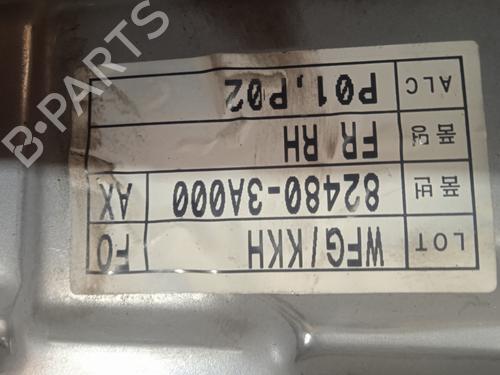 LOT WFG/KKH FO
품번 82480-3A000 AX
품명 FR RH
ALC P01,P02
B-PARTS